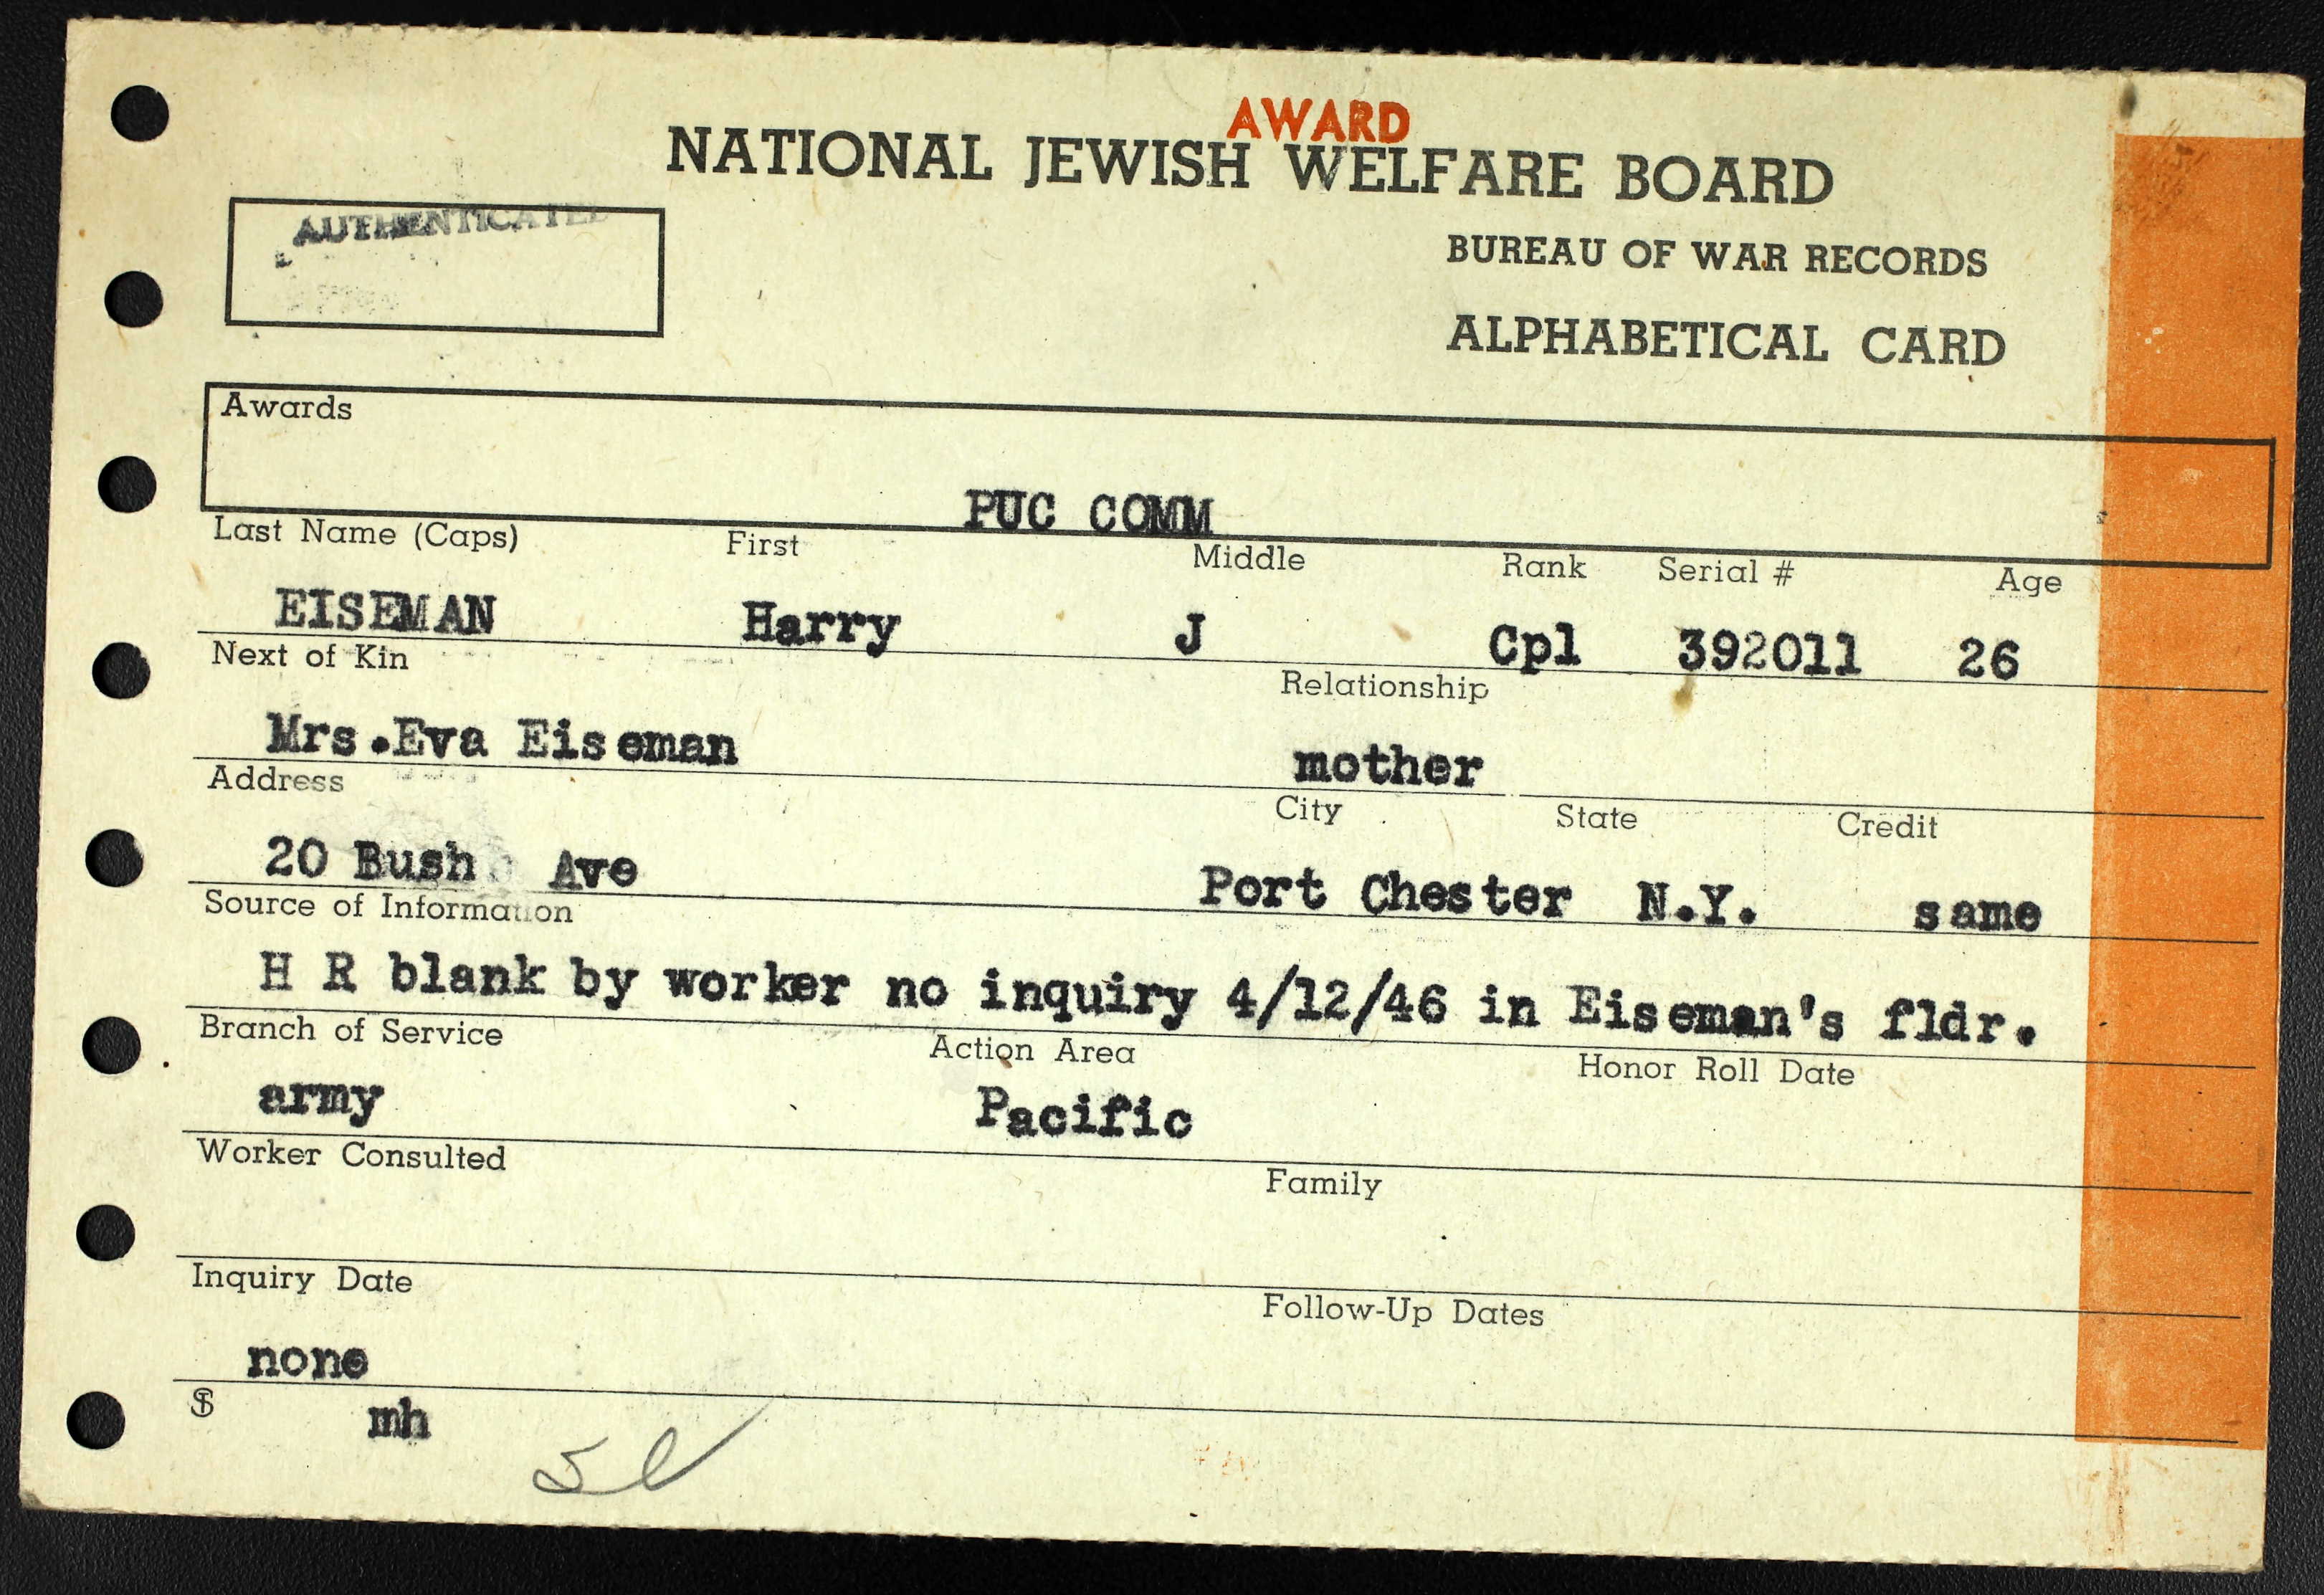 AWARD
NATIONAL JEWISH WELFARE BOARD
AUTHENTICATED
BUREAU OF WAR RECORDS
ALPHABETICAL CARD
Awards
PUC COMM
Last Name (Caps) First Middle Rank Serial # Age
EISEMAN Harry J Cpl 392011 26
Next of Kin Relationship
Mrs.Eva Eiseman mother
Address City State Credit
20 Bush Ave Port Chester N.Y. same
Source of Information
H R blank by worker no inquiry 4/12/46 in Eiseman's fldr.
Branch of Service Action Area Honor Roll Date
army Pacific
Worker Consulted Family
Inquiry Date Follow-Up Dates
none
mh